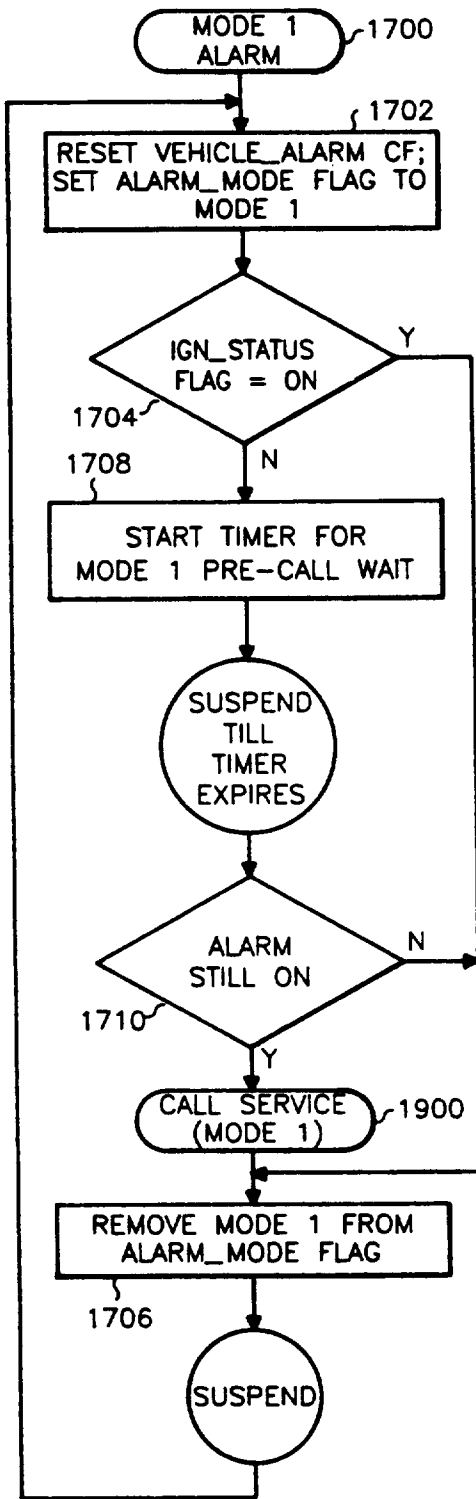 MODE 1
ALARM
1700
1702
RESET VEHICLE_ALARM CF;
SET ALARM_MODE FLAG TO
MODE 1
IGN_STATUS
FLAG = ON
Y
1704
N
1708
START TIMER FOR
MODE 1 PRE-CALL WAIT
SUSPEND
TILL
TIMER
EXPIRES
ALARM
STILL ON
N
1710
Y
CALL SERVICE
(MODE 1)
1900
REMOVE MODE 1 FROM
ALARM_MODE FLAG
1706
SUSPEND